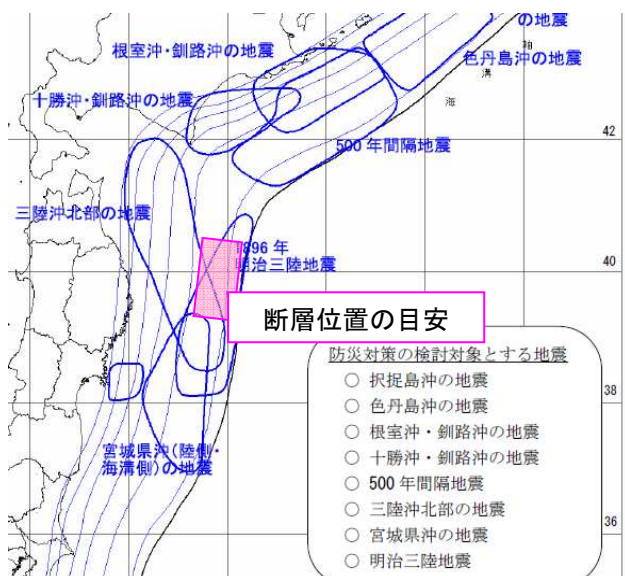 の地震
根室沖・釧路沖の地震
色丹島沖の地震
十勝沖・釧路沖の地震
海
溝
軸
500 年間隔地震
42
三陸沖北部の地震
1896 年
明治三陸地震
40
断層位置の目安
防災対策の検討対象とする地震
○ 択捉島沖の地震
○ 色丹島沖の地震
○ 根室沖・釧路沖の地震
○ 十勝沖・釧路沖の地震
○ 500 年間隔地震
○ 三陸沖北部の地震
○ 宮城県沖の地震
○ 明治三陸地震
38
宮城県沖(陸側・
海溝側)の地震
36